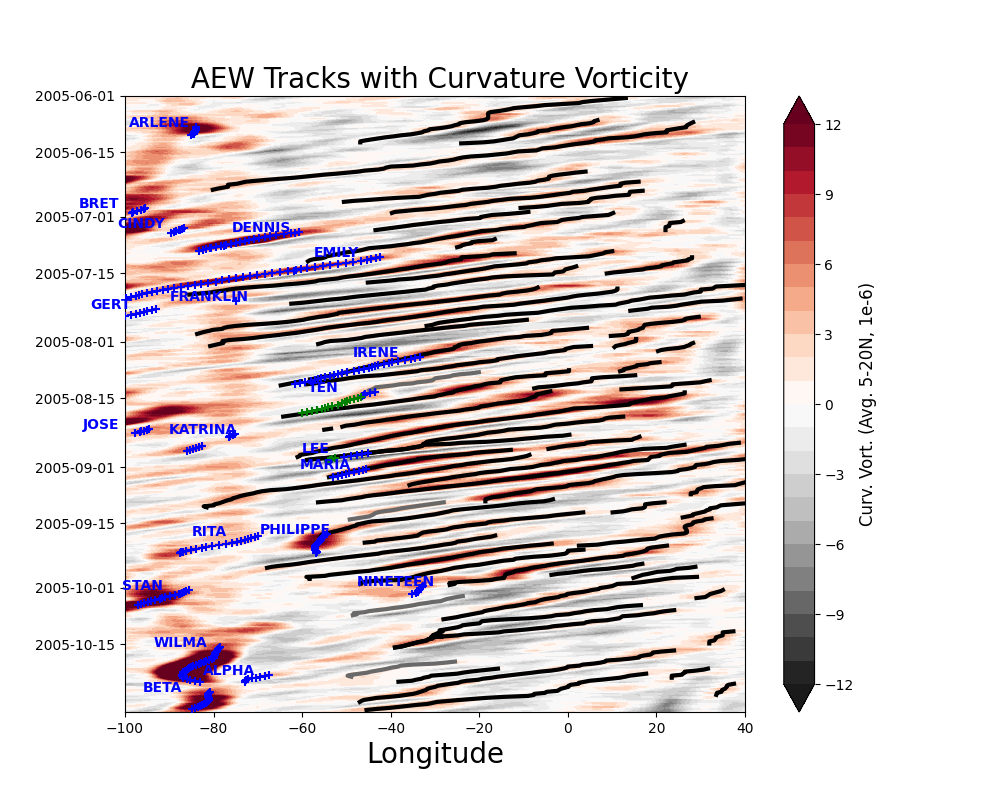 AEW Tracks with Curvature Vorticity
2005-06-01
2005-06-15
2005-07-01
2005-07-15
2005-08-01
2005-08-15
2005-09-01
2005-09-15
2005-10-01
2005-10-15
ARLENE
BRET
CINDY
DENNIS
EMILY
FRANKLIN
GERT
IRENE
TEN
JOSE
KATRINA
LEE
MARIA
RITA
PHILIPPE
NINETEEN
STAN
WILMA
ALPHA
BETA
−100
−80
−60
−40
−20
0
20
40
Longitude
12
9
6
3
0
−3
−6
−9
−12
Curv. Vort. (Avg. 5-20N, 1e-6)